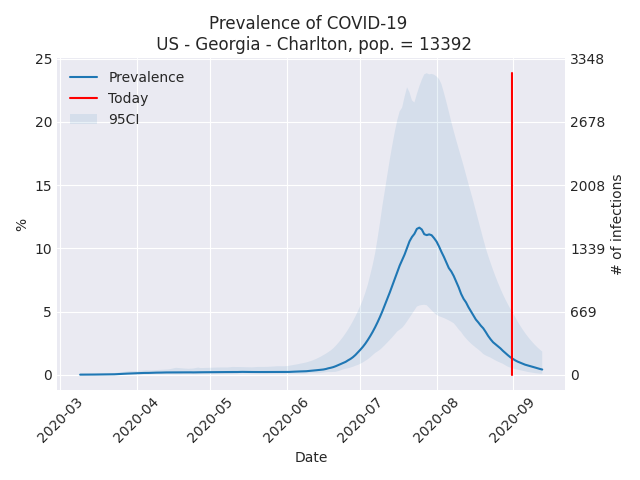 Prevalence of COVID-19
US - Georgia - Charlton, pop. = 13392
Prevalence
Today
95CI
25
20
15
10
5
0
%
3348
2678
2008
1339
669
0
# of infections
2020-03
2020-04
2020-05
2020-06
2020-07
2020-08
2020-09
Date